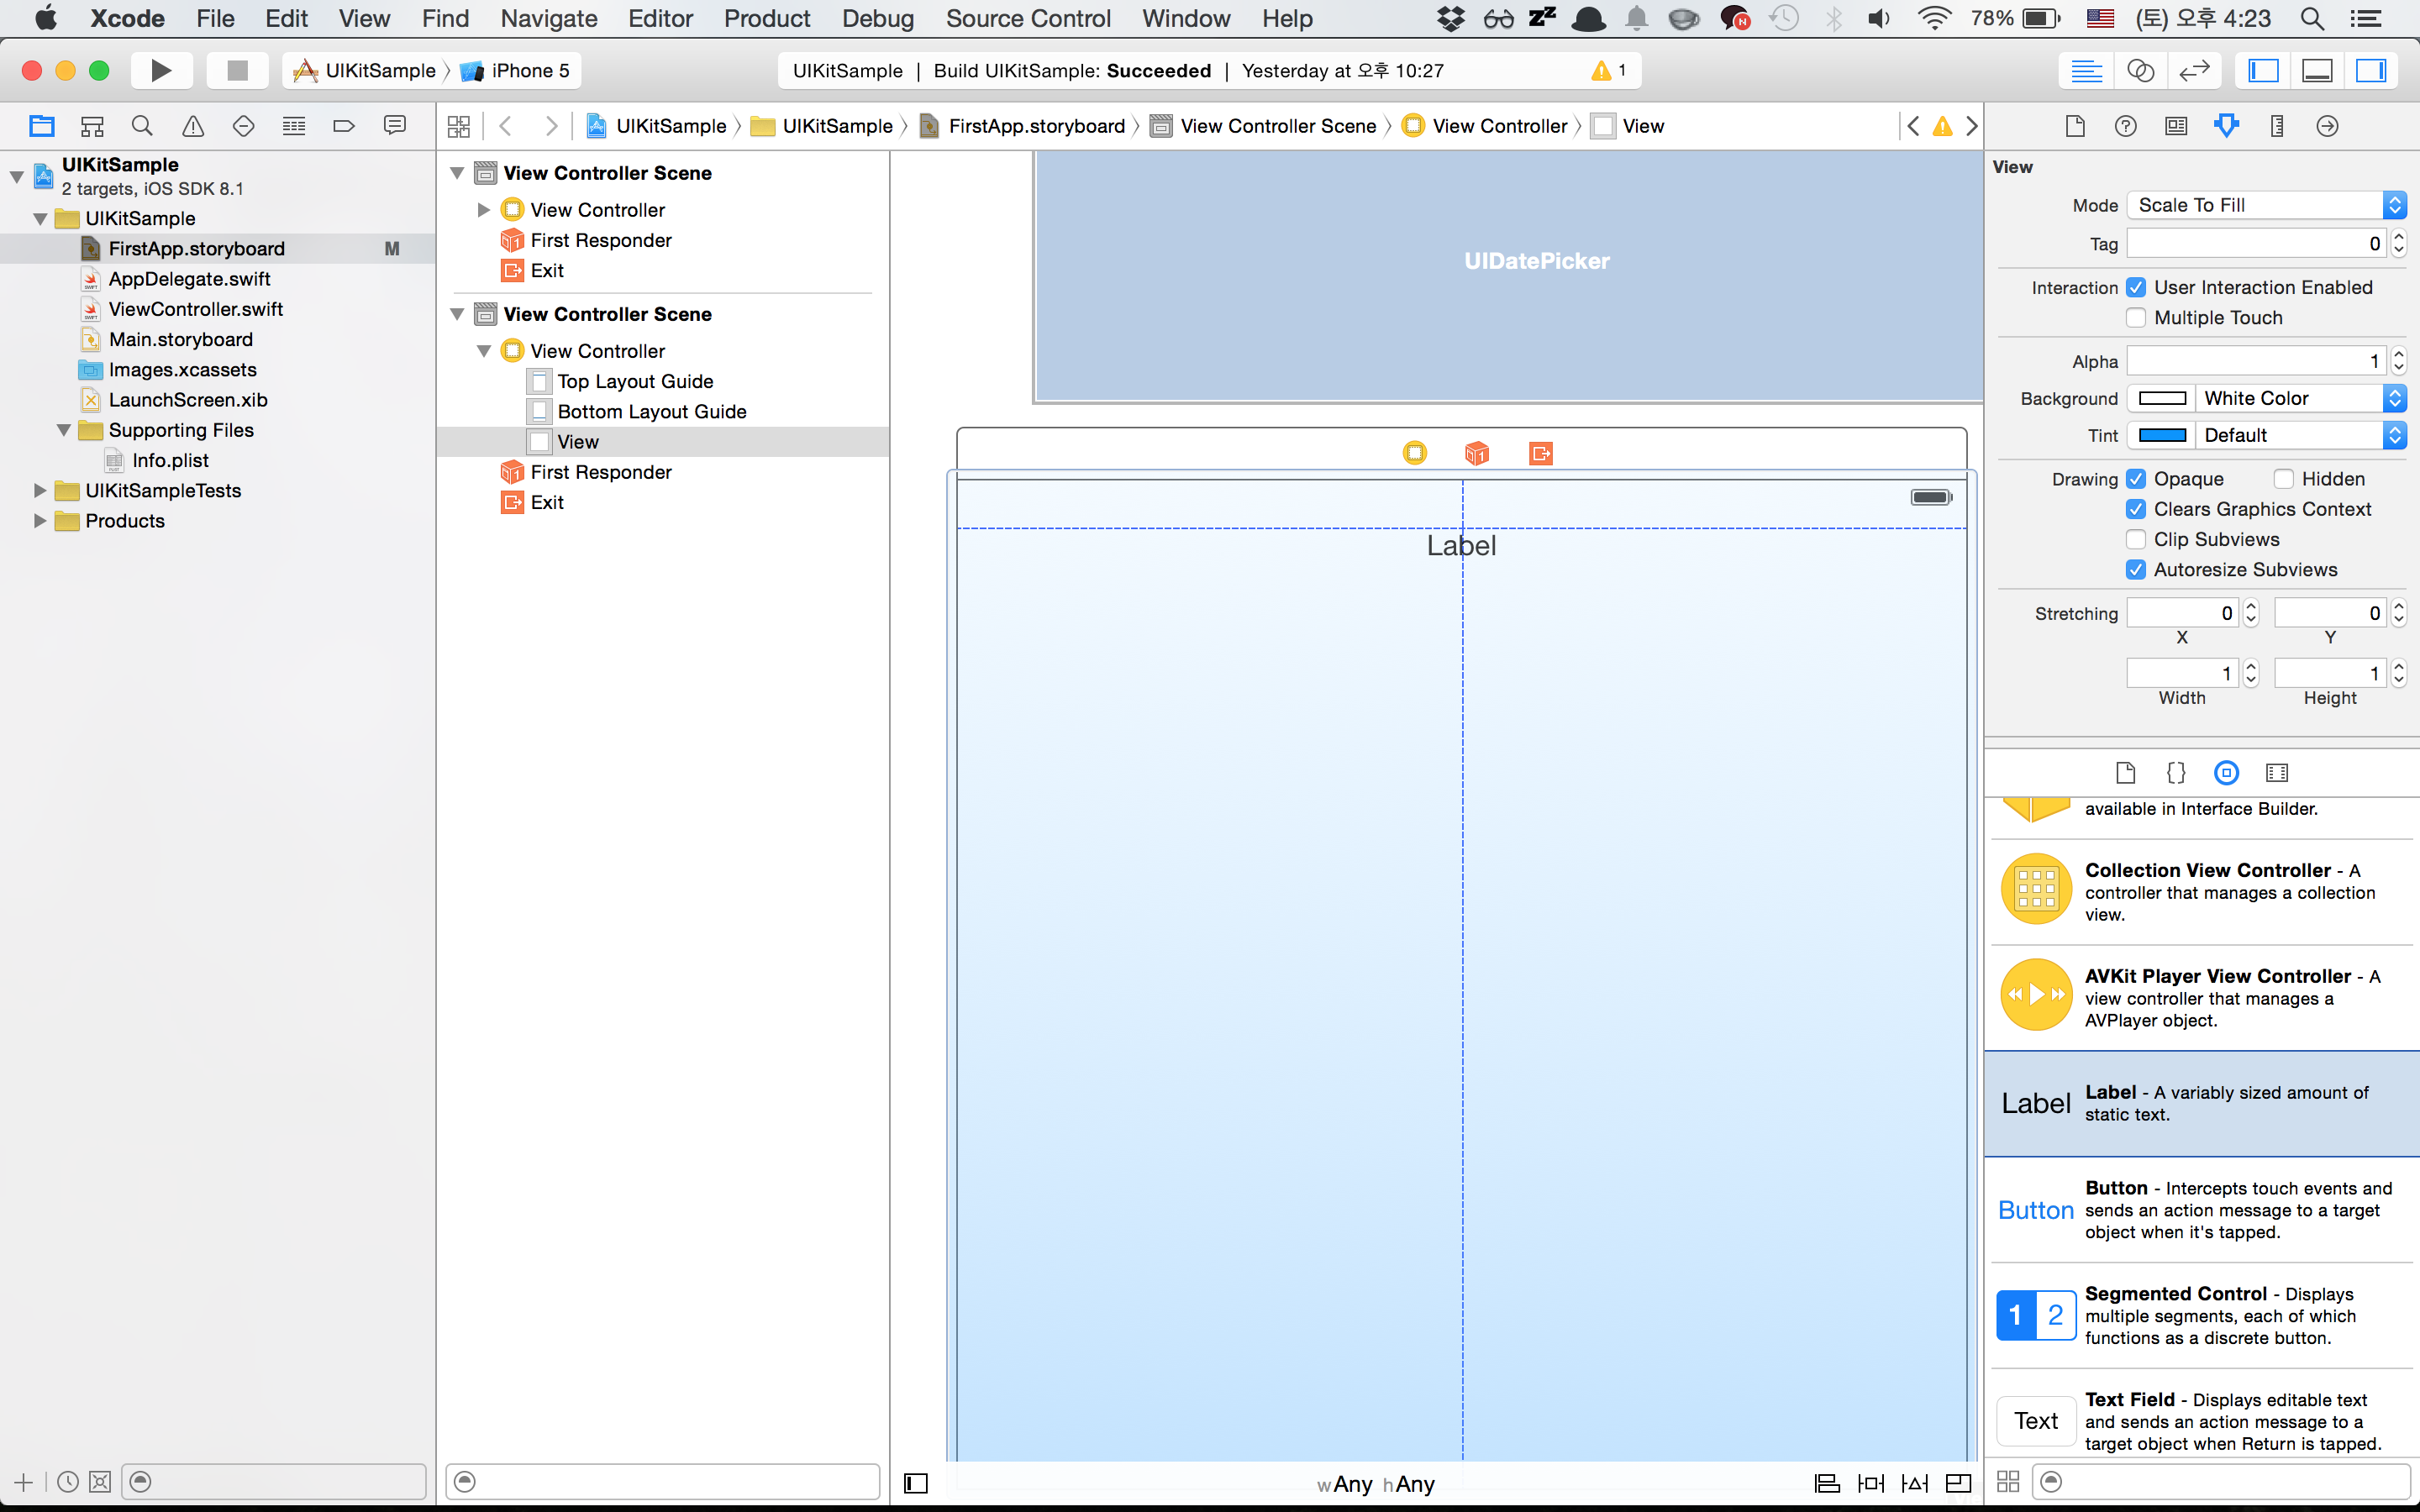 Xcode File Edit View Find Navigate Editor Product Debug Source Control Window Help 78% (토) 오후 4:23
UIKitSample iPhone 5
UIKitSample | Build UIKitSample: Succeeded | Yesterday at 오후 10:27 1
UIKitSample UIKitSample FirstApp.storyboard View Controller Scene View Controller View
UIKitSample
2 targets, iOS SDK 8.1
UIKitSample
FirstApp.storyboard M
AppDelegate.swift
ViewController.swift
Main.storyboard
Images.xcassets
LaunchScreen.xib
Supporting Files
Info.plist
UIKitSampleTests
Products
View Controller Scene
View Controller
First Responder
Exit
View Controller Scene
View Controller
Top Layout Guide
Bottom Layout Guide
View
First Responder
Exit
UIDatePicker
Label
wAny hAny
View
Mode Scale To Fill
Tag 0
Interaction User Interaction Enabled
Multiple Touch
Alpha 1
Background White Color
Tint Default
Drawing Opaque Hidden
Clears Graphics Context
Clip Subviews
Autoresize Subviews
Stretching 0 0
X Y
1 1
Width Height
available in Interface Builder.
Collection View Controller - A
controller that manages a collection
view.
AVKit Player View Controller - A
view controller that manages a
AVPlayer object.
Label
Label - A variably sized amount of
static text.
Button
Button - Intercepts touch events and
sends an action message to a target
object when it's tapped.
1 2
Segmented Control - Displays
multiple segments, each of which
functions as a discrete button.
Text
Text Field - Displays editable text
and sends an action message to a
target object when Return is tapped.